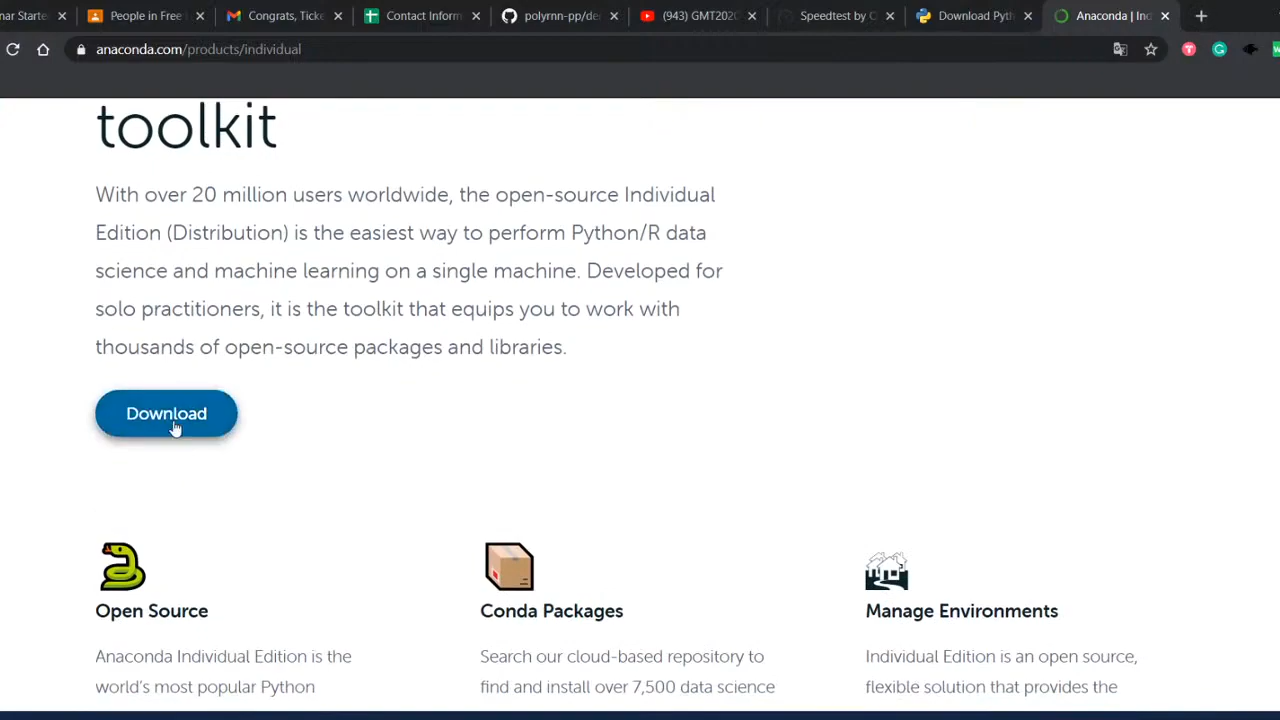 nar Starte
People in Free
Congrats, Ticke
Contact Inform
polyrnn-pp/de
(943) GMT202
Speedtest by
Download Pyth
Anaconda | Ind
anaconda.com/products/individual
toolkit
With over 20 million users worldwide, the open-source Individual
Edition (Distribution) is the easiest way to perform Python/R data
science and machine learning on a single machine. Developed for
solo practitioners, it is the toolkit that equips you to work with
thousands of open-source packages and libraries.
Download
Open Source
Conda Packages
Manage Environments
Anaconda Individual Edition is the
Search our cloud-based repository to
Individual Edition is an open source,
world's most popular Python
find and install over 7,500 data science
flexible solution that provides the